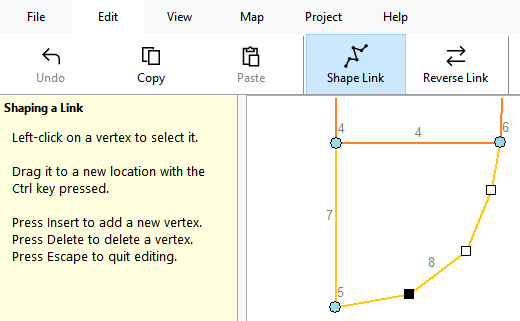 File Edit View Map Project Help
Undo Copy Paste Shape Link Reverse Link
Shaping a Link
Left-click on a vertex to select it.
Drag it to a new location with the
Ctrl key pressed.
Press Insert to add a new vertex.
Press Delete to delete a vertex.
Press Escape to quit editing.
4 4 6
7
8
5